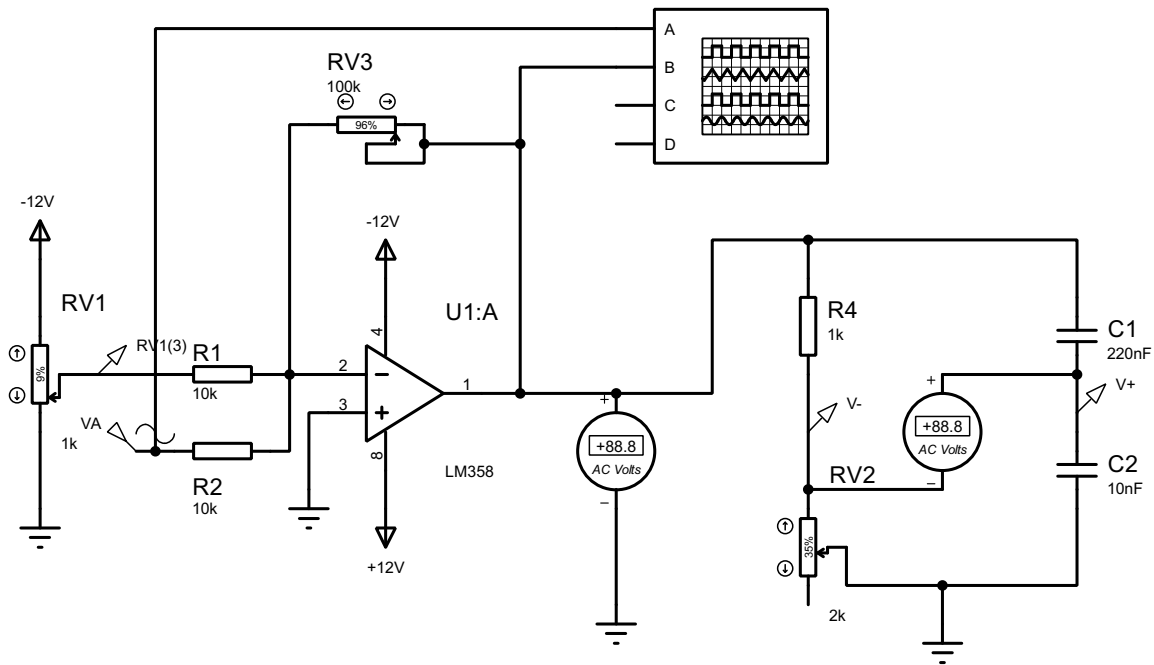 A
B
C
D
RV3
100k
96%
-12V
-12V
RV1
9%
1k
RV1(3)
R1
10k
VA
R2
10k
U1:A
4
2
3
1
8
LM358
+12V
+
+88.8
AC Volts
−
R4
1k
C1
220nF
V-
V+
+
+88.8
AC Volts
−
RV2
35%
2k
C2
10nF